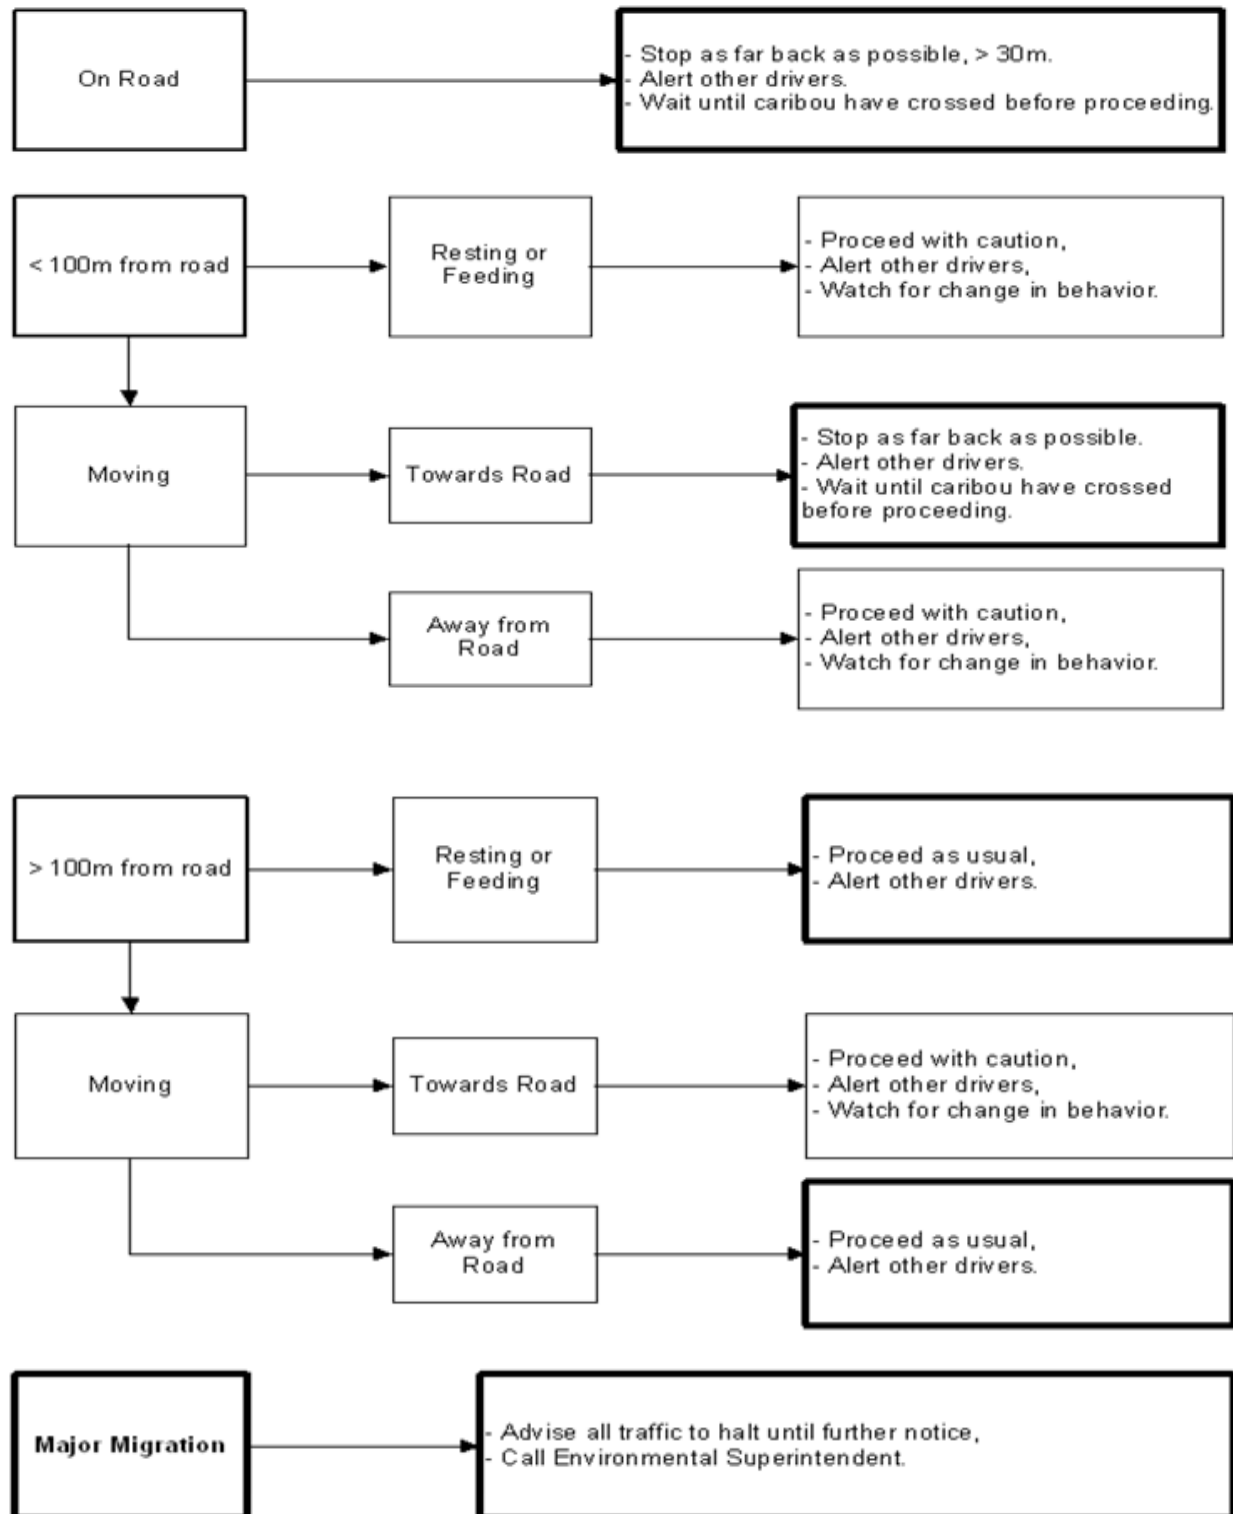 On Road
- Stop as far back as possible, > 30m.
- Alert other drivers.
- Wait until caribou have crossed before proceeding.
< 100m from road
Resting or
Feeding
- Proceed with caution,
- Alert other drivers,
- Watch for change in behavior.
Moving
Towards Road
- Stop as far back as possible.
- Alert other drivers.
- Wait until caribou have crossed
before proceeding.
Away from
Road
- Proceed with caution,
- Alert other drivers,
- Watch for change in behavior.
> 100m from road
Resting or
Feeding
- Proceed as usual,
- Alert other drivers.
Moving
Towards Road
- Proceed with caution,
- Alert other drivers,
- Watch for change in behavior.
Away from
Road
- Proceed as usual,
- Alert other drivers.
Major Migration
- Advise all traffic to halt until further notice,
- Call Environmental Superintendent.